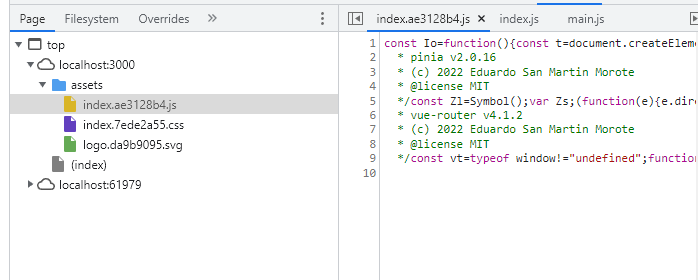 Page Filesystem Overrides »
top
localhost:3000
assets
index.ae3128b4.js
index.7ede2a55.css
logo.da9b9095.svg
(index)
localhost:61979
index.ae3128b4.js × index.js main.js
1 const Io=function(){const t=document.createEleme
2 * pinia v2.0.16
3 * (c) 2022 Eduardo San Martin Morote
4 * @license MIT
5 */const Zl=Symbol();var Zs;(function(e){e.dire
6 * vue-router v4.1.2
7 * (c) 2022 Eduardo San Martin Morote
8 * @license MIT
9 */const vt=typeof window!="undefined";function
10